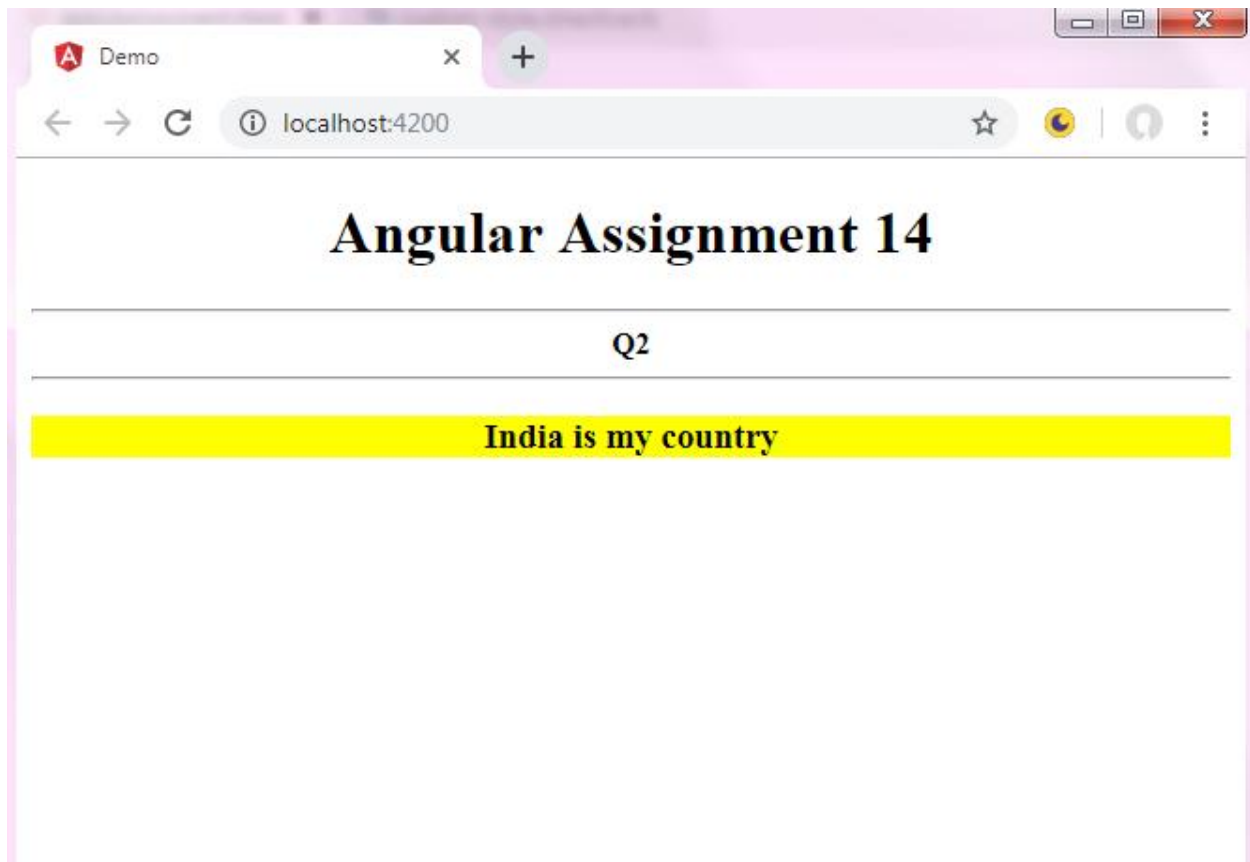 Demo
localhost:4200
Angular Assignment 14
Q2
India is my country